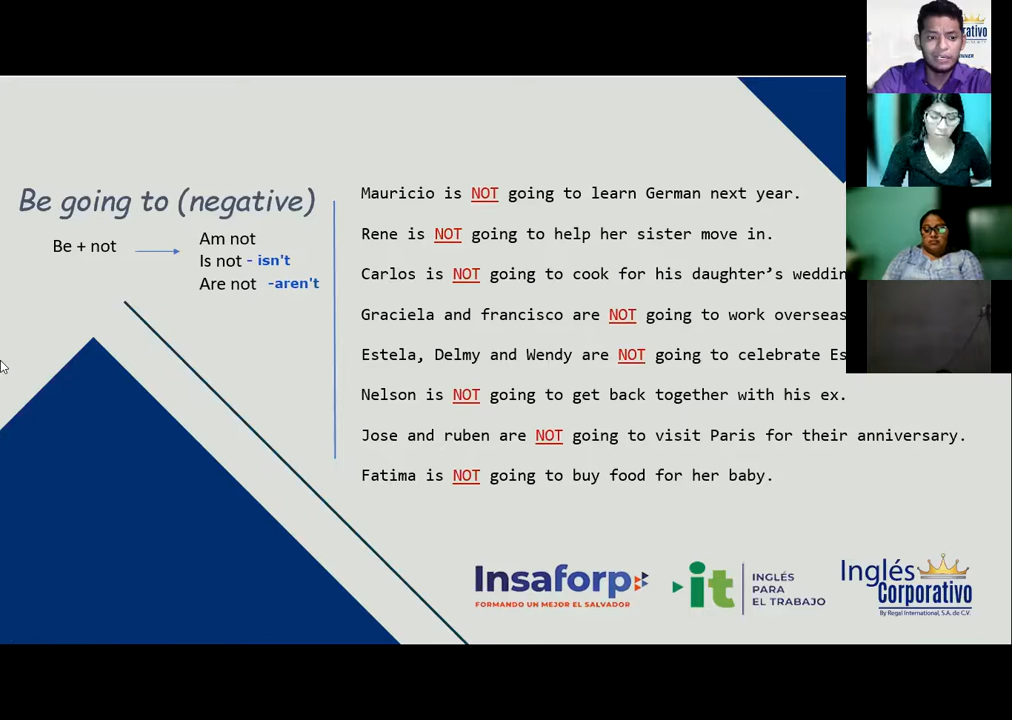 Be going to (negative)
Be + not
Am not
Is not - isn't
Are not -aren't
Mauricio is NOT going to learn German next year.
Rene is NOT going to help her sister move in.
Carlos is NOT going to cook for his daughter’s
Graciela and francisco are NOT going to work overseas
Estela, Delmy and Wendy are NOT going to celebrate
Nelson is NOT going to get back together with his ex.
Jose and ruben are NOT going to visit Paris for their anniversary.
Fatima is NOT going to buy food for her baby.
Insaforp
FORMANDO UN MEJOR EL SALVADOR
it
INGLÉS
PARA
EL TRABAJO
Inglés
Corporativo
By Regal International, S.A. de C.V.